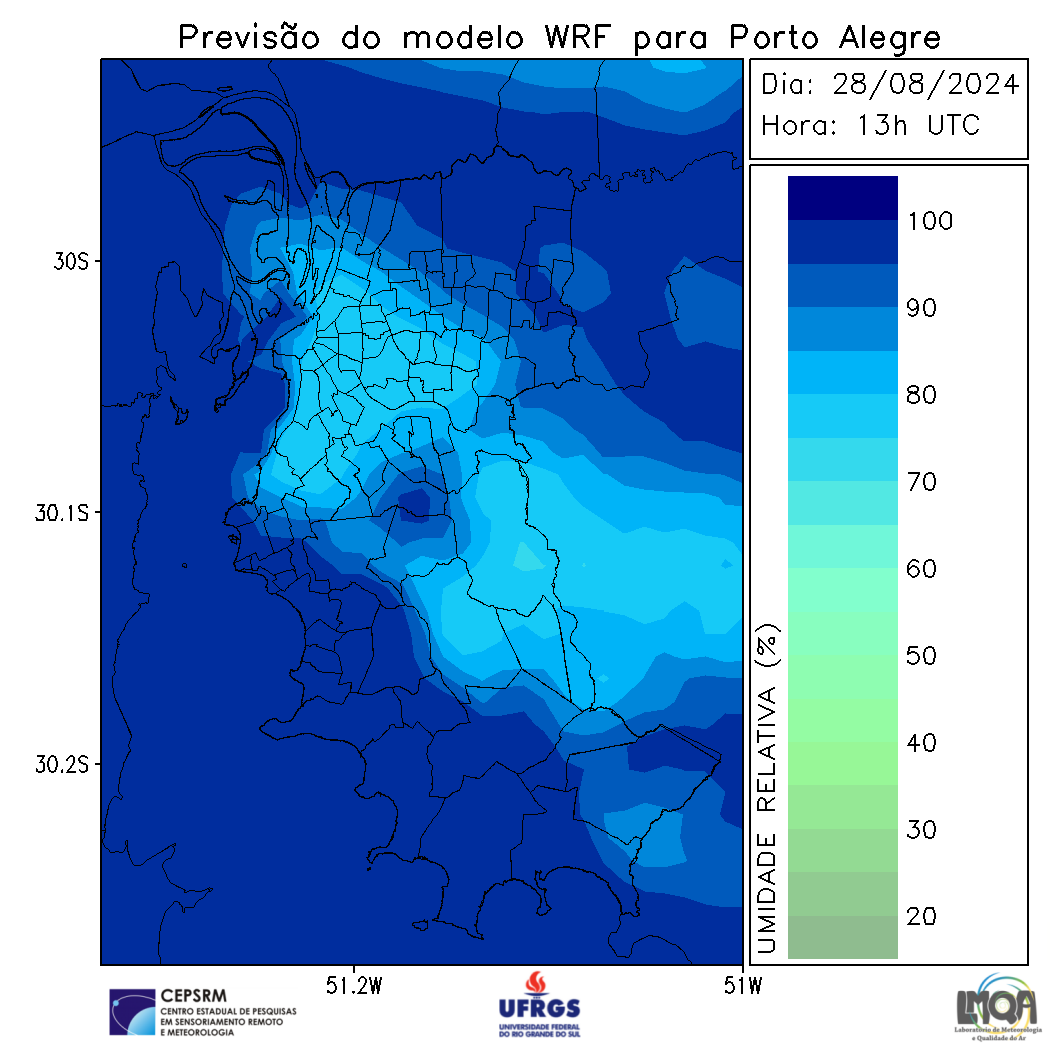 Previsão do modelo WRF para Porto Alegre
Dia: 28/08/2024
Hora: 13h UTC
30S
30.1S
30.2S
51.2W
51W
UMIDADE RELATIVA (%)
100
90
80
70
60
50
40
30
20
CEPSRM
CENTRO ESTADUAL DE PESQUISAS
EM SENSORIAMENTO REMOTO
E METEOROLOGIA
UFRGS
UNIVERSIDADE FEDERAL
DO RIO GRANDE DO SUL
LMQA
Laboratório de Meteorologia
e Qualidade do Ar